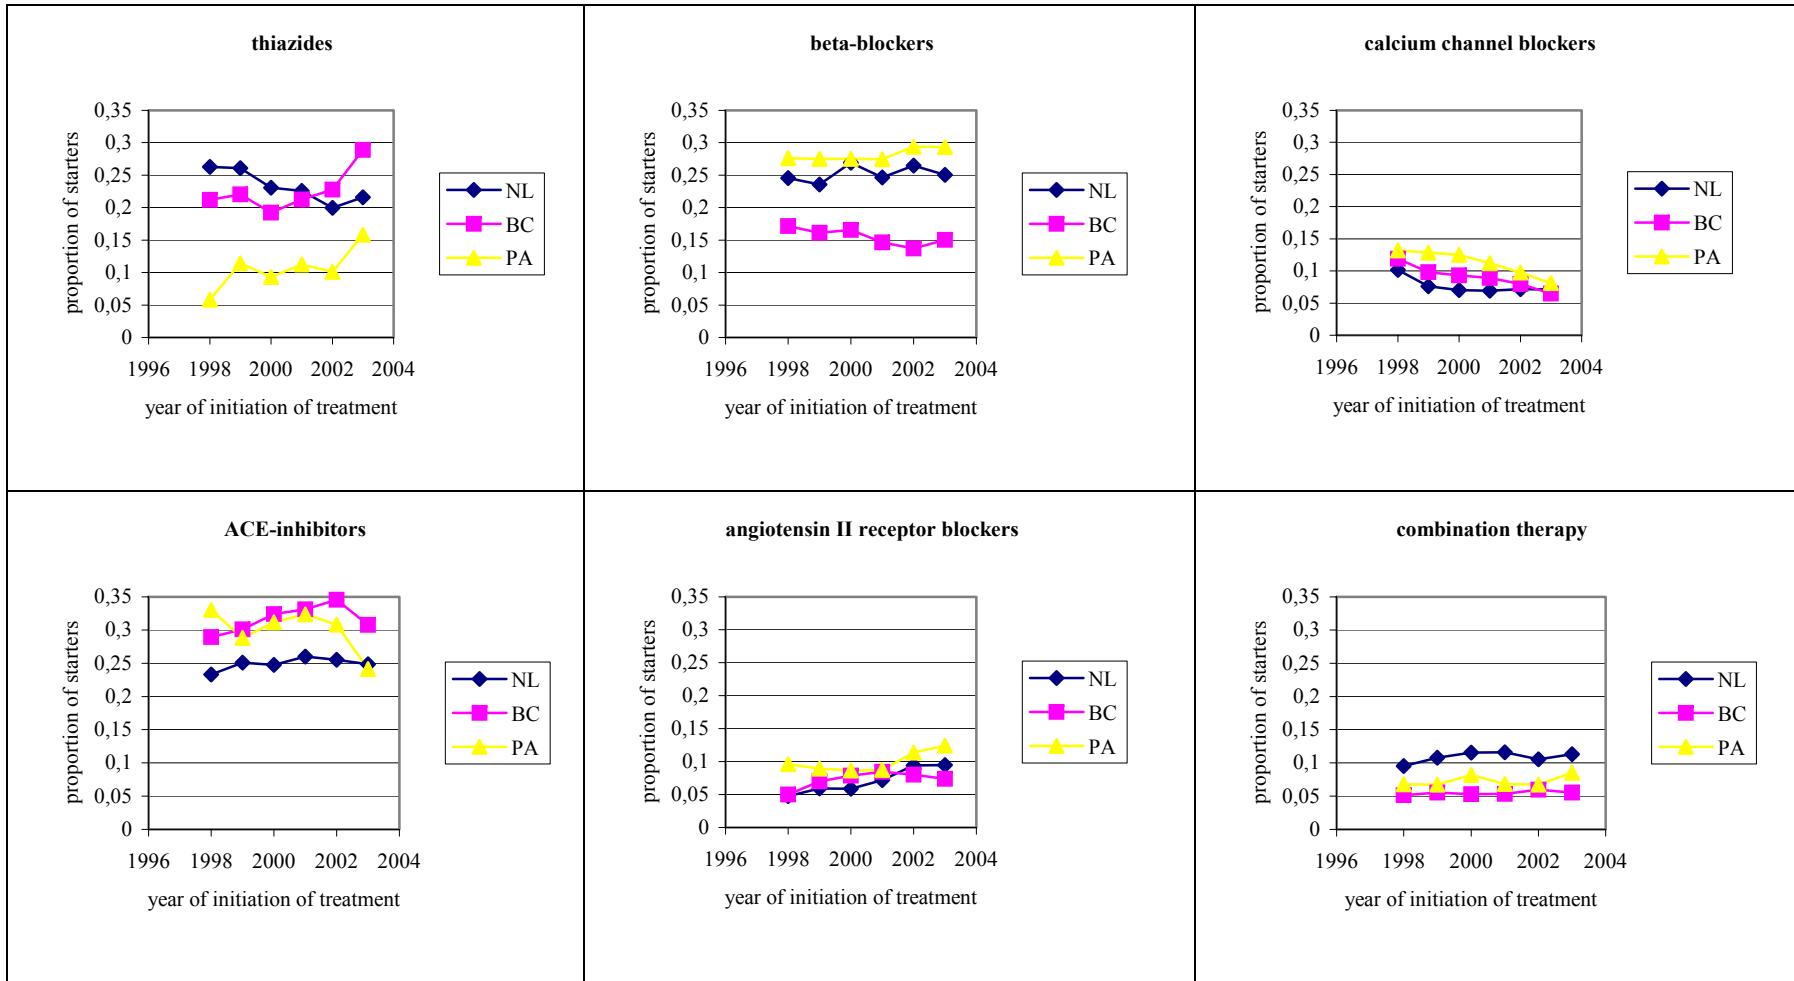 thiazides
proportion of starters
0,35
0,3
0,25
0,2
0,15
0,1
0,05
0
1996 1998 2000 2002 2004
year of initiation of treatment
NL
BC
PA
beta-blockers
proportion of starters
0,35
0,3
0,25
0,2
0,15
0,1
0,05
0
1996 1998 2000 2002 2004
year of initiation of treatment
NL
BC
PA
calcium channel blockers
proportion of starters
0,35
0,3
0,25
0,2
0,15
0,1
0,05
0
1996 1998 2000 2002 2004
year of initiation of treatment
NL
BC
PA
ACE-inhibitors
proportion of starters
0,35
0,3
0,25
0,2
0,15
0,1
0,05
0
1996 1998 2000 2002 2004
year of initiation of treatment
NL
BC
PA
angiotensin II receptor blockers
proportion of starters
0,35
0,3
0,25
0,2
0,15
0,1
0,05
0
1996 1998 2000 2002 2004
year of initiation of treatment
NL
BC
PA
combination therapy
proportion of starters
0,35
0,3
0,25
0,2
0,15
0,1
0,05
0
1996 1998 2000 2002 2004
year of initiation of treatment
NL
BC
PA